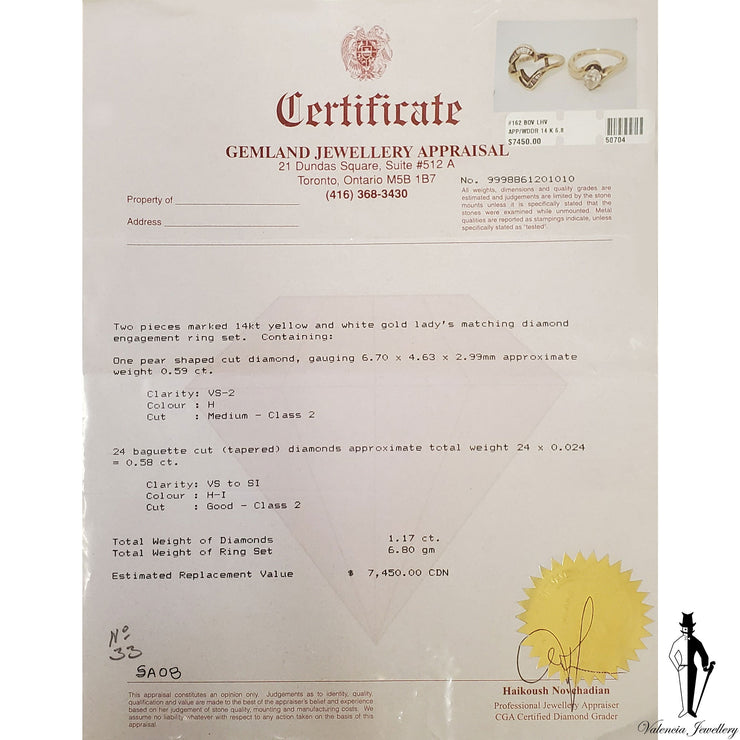 Certificate
GEMLAND JEWELLERY APPRAISAL
21 Dundas Square, Suite #512 A
Toronto, Ontario M5B 1B7
(416) 368-3430
#162 BOV LHV
APP/WDDR 14 K 6.8
$7450.00
50704
No. 9998861201010
All weights, dimensions and quality grades are
estimated and judgements are limited by the stone
mounts unless it is specifically stated that the
stones were examined while unmounted. Metal
qualities are reported as stampings indicate, unless
specifically stated as "tested".
Property of
Address
Two pieces marked 14kt yellow and white gold lady's matching diamond
engagement ring set. Containing:
One pear shaped cut diamond, gauging 6.70 x 4.63 x 2.99mm approximate
weight 0.59 ct.
Clarity: VS-2
Colour : H
Cut : Medium - Class 2
24 baguette cut (tapered) diamonds approximate total weight 24 x 0.024
= 0.58 ct.
Clarity: VS to SI
Colour : H-I
Cut : Good - Class 2
Total Weight of Diamonds 1.17 ct.
Total Weight of Ring Set 6.80 gm
Estimated Replacement Value $ 7,450.00 CDN
No
33
SA08
This appraisal constitutes an opinion only. Judgements as to identity, quality,
qualification and value are made to the best of the appraiser's belief and experience
based on her judgement of stone quality, mounting and manufacturing costs. We
assume no liability whatever with respect to any action taken on the basis of this
appraisal.
Haikoush Novchadian
Professional Jewellery Appraiser
CGA Certified Diamond Grader
Valencia Jewellery